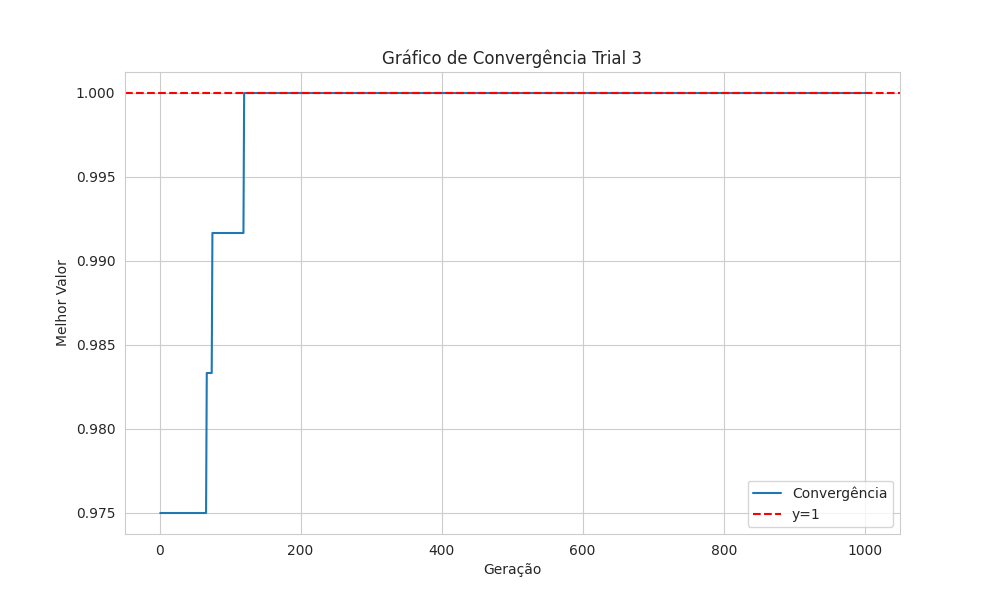 Gráfico de Convergência Trial 3
Melhor Valor
1.000
0.995
0.990
0.985
0.980
0.975
0 200 400 600 800 1000
Geração
Convergência
y=1